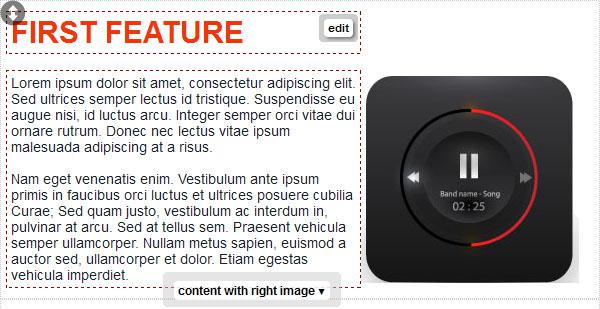 FIRST FEATURE
edit
Lorem ipsum dolor sit amet, consectetur adipiscing elit.
Sed ultrices semper lectus id tristique. Suspendisse eu
augue nisi, id luctus arcu. Integer semper orci vitae dui
ornare rutrum. Donec nec lectus vitae ipsum
malesuada adipiscing at a risus.
Nam eget venenatis enim. Vestibulum ante ipsum
primis in faucibus orci luctus et ultrices posuere cubilia
Curae; Sed quam justo, vestibulum ac interdum in,
pulvinar at arcu. Sed at tellus sem. Praesent vehicula
semper ullamcorper. Nullam metus sapien, euismod a
auctor sed, ullamcorper et dolor. Etiam egestas
vehicula imperdiet.
content with right image ▾
Band name - Song
02 : 25